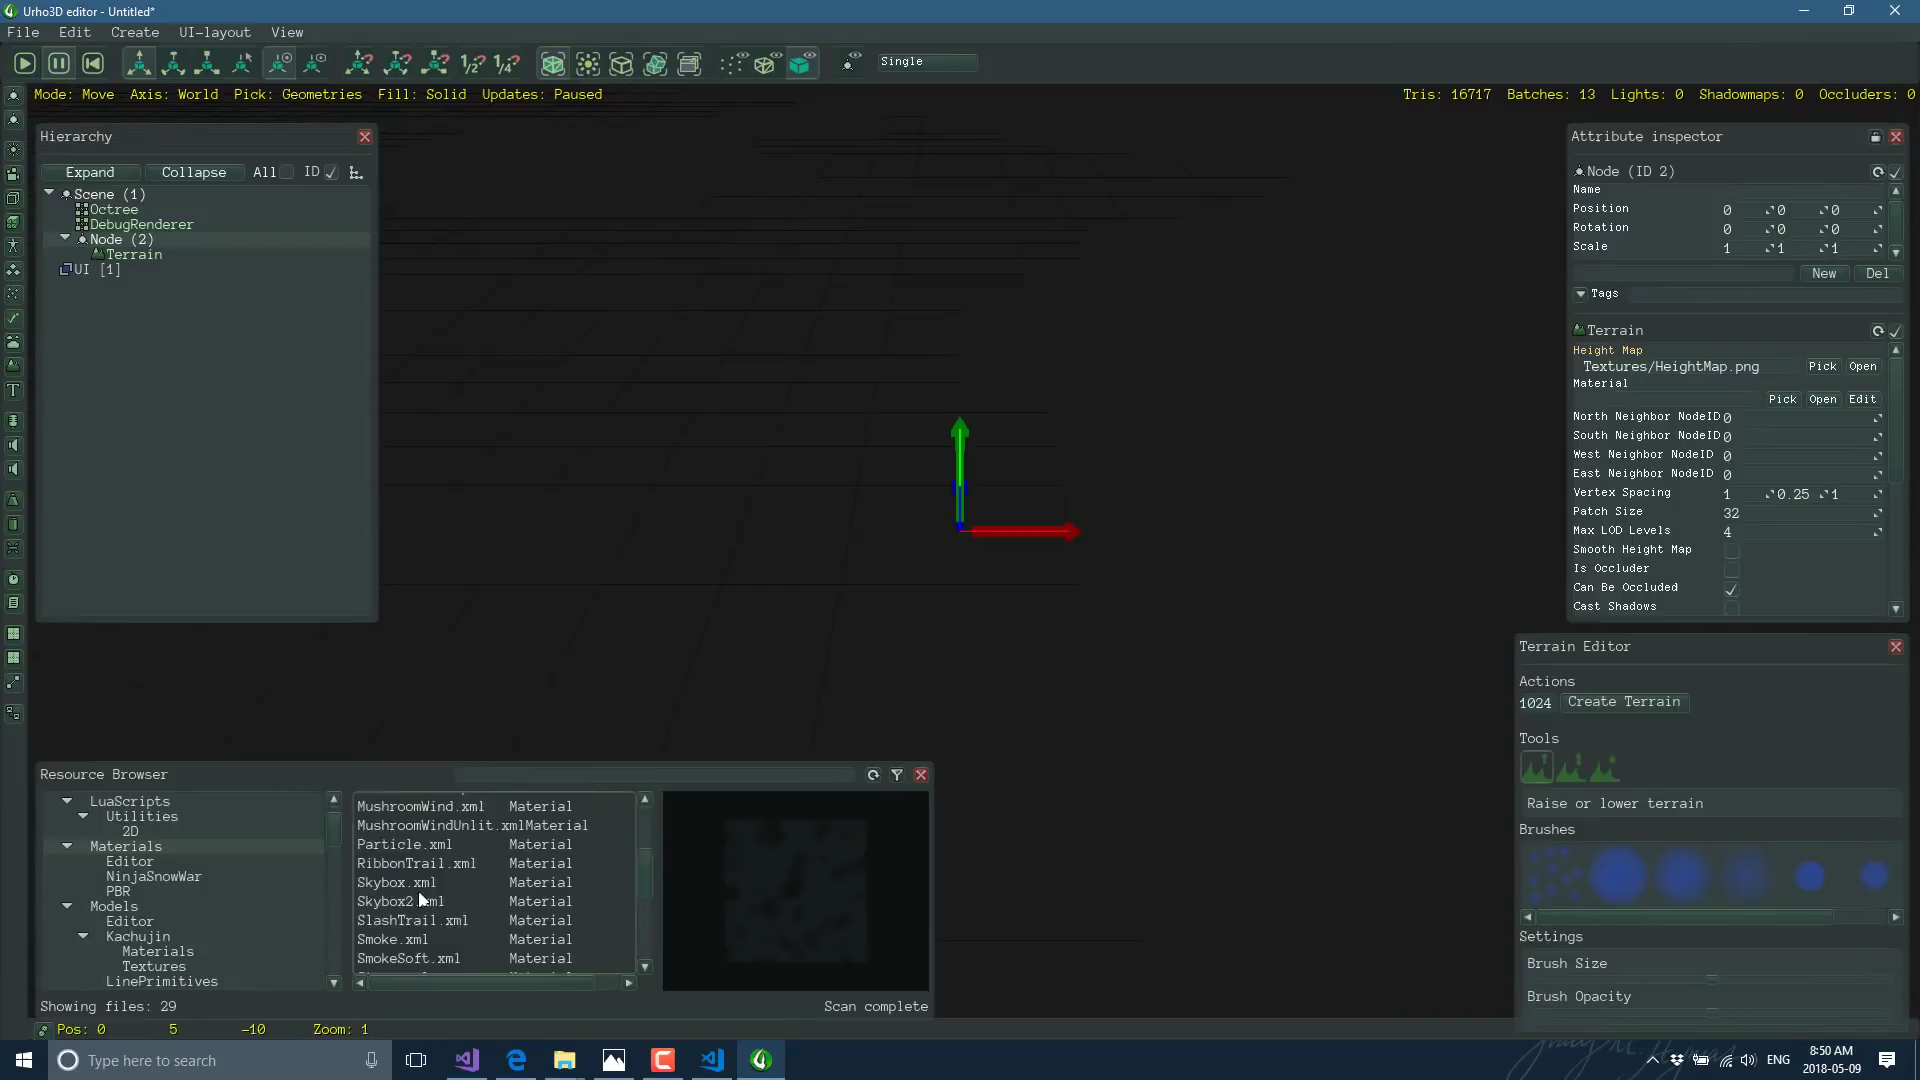 Urho3D editor - Untitled*
File Edit Create UI-layout View
1/2 1/4 Single
Mode: Move Axis: World Pick: Geometries Fill: Solid Updates: Paused
Tris: 16717 Batches: 13 Lights: 0 Shadowmaps: 0 Occluders: 0
Hierarchy
Expand Collapse All ID
Scene (1)
Octree
DebugRenderer
Node (2)
Terrain
UI [1]
Attribute inspector
Node (ID 2)
Name
Position 0 0 0
Rotation 0 0 0
Scale 1 1 1
New Del
Tags
Terrain
Height Map
Textures/HeightMap.png Pick Open
Material
Pick Open Edit
North Neighbor NodeID 0
South Neighbor NodeID 0
West Neighbor NodeID 0
East Neighbor NodeID 0
Vertex Spacing 1 0.25 1
Patch Size 32
Max LOD Levels 4
Smooth Height Map
Is Occluder
Can Be Occluded
Cast Shadows
Terrain Editor
Actions
1024 Create Terrain
Tools
Raise or lower terrain
Brushes
Settings
Brush Size
Brush Opacity
Resource Browser
LuaScripts
Utilities
2D
Materials
Editor
NinjaSnowWar
PBR
Models
Editor
Kachujin
Materials
Textures
LinePrimitives
MushroomWind.xml Material
MushroomWindUnlit.xml Material
Particle.xml Material
RibbonTrail.xml Material
Skybox.xml Material
Skybox2.xml Material
SlashTrail.xml Material
Smoke.xml Material
SmokeSoft.xml Material
Showing files: 29
Scan complete
Pos: 0 5 -10 Zoom: 1
Type here to search
ENG
8:50 AM
2018-05-09